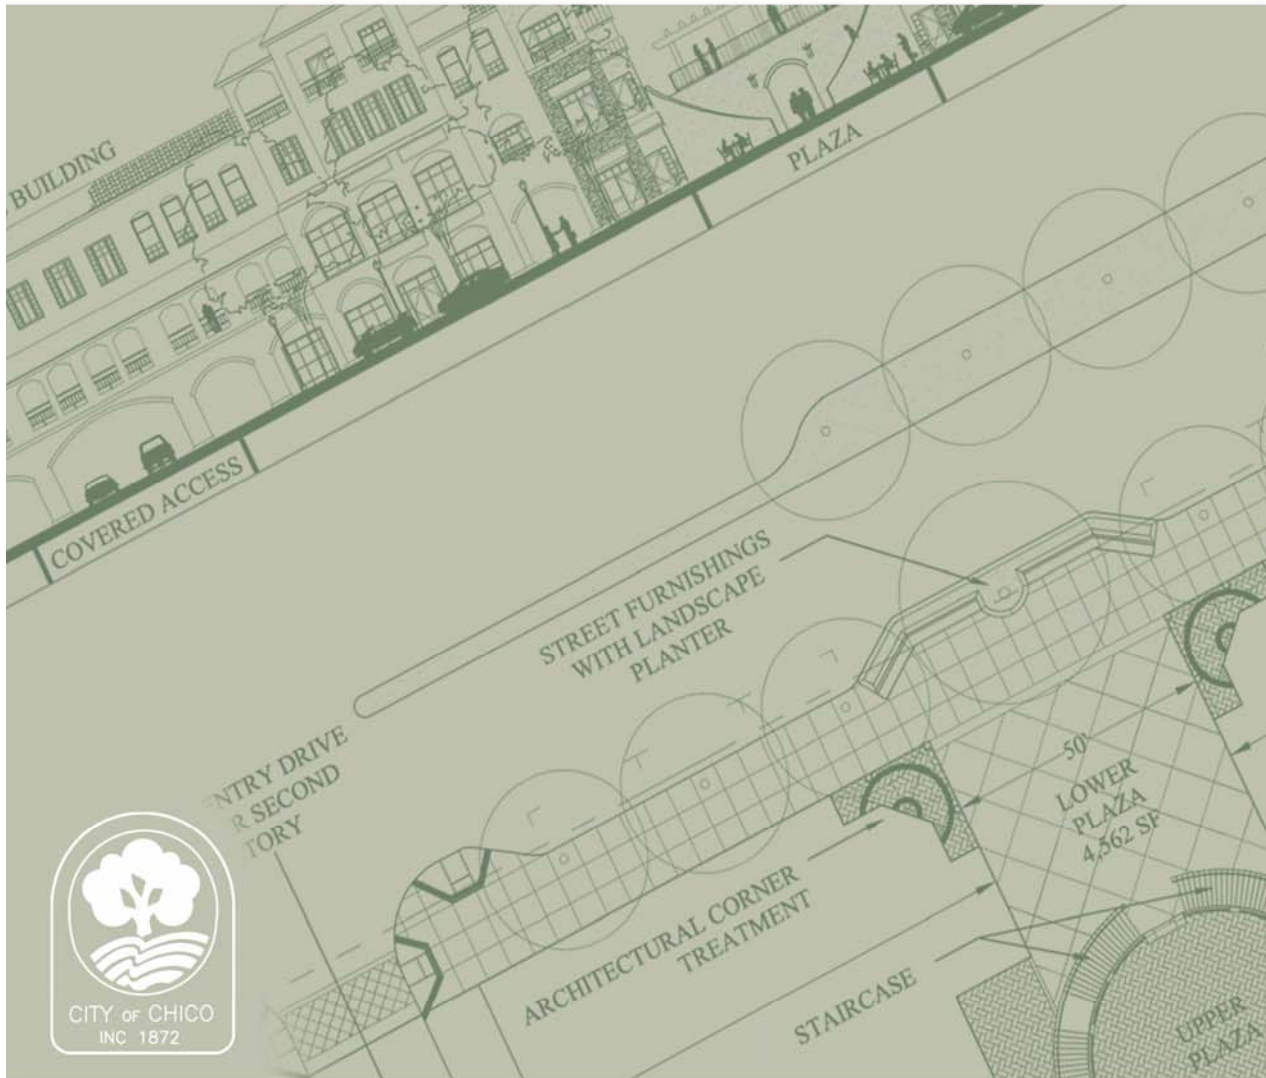 BUILDING
PLAZA
COVERED ACCESS
STREET FURNISHINGS
WITH LANDSCAPE
PLANTER
NTRY DRIVE
R SECOND
TORY
50'
LOWER
PLAZA
4,562 SF
ARCHITECTURAL CORNER
TREATMENT
STAIRCASE
UPPER
PLAZA
CITY OF CHICO
INC 1872